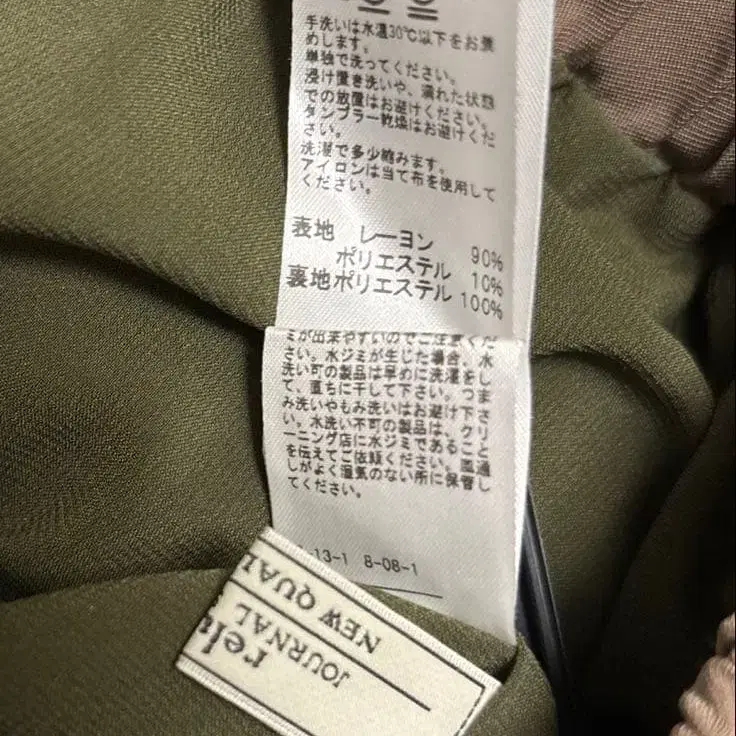 手洗いは水温30℃以下をお薦
めします。
単独で洗ってください。
浸け置き洗いや、濡れた状態
での放置はお避けください。
タンブラー乾燥はお避けくだ
さい。
洗濯で多少縮みます。
アイロンは当て布を使用して
ください。
表地 レーヨン 90%
ポリエステル 10%
裏地ポリエステル 100%
ミが出来やすいのでご注意くだ
さい。水ジミが生じた場合、水
洗い可の製品は早めに洗濯をし
て、直ちに干して下さい。つま
み洗いやもみ洗いはお避け下さ
い。水洗い不可の製品は、クリ
ーニング店に水ジミであること
を伝えてご依頼ください。風通
しがよく湿気のない所に保管し
てください。
13-1 8-08-1
JOURNAL
NEW QUAL